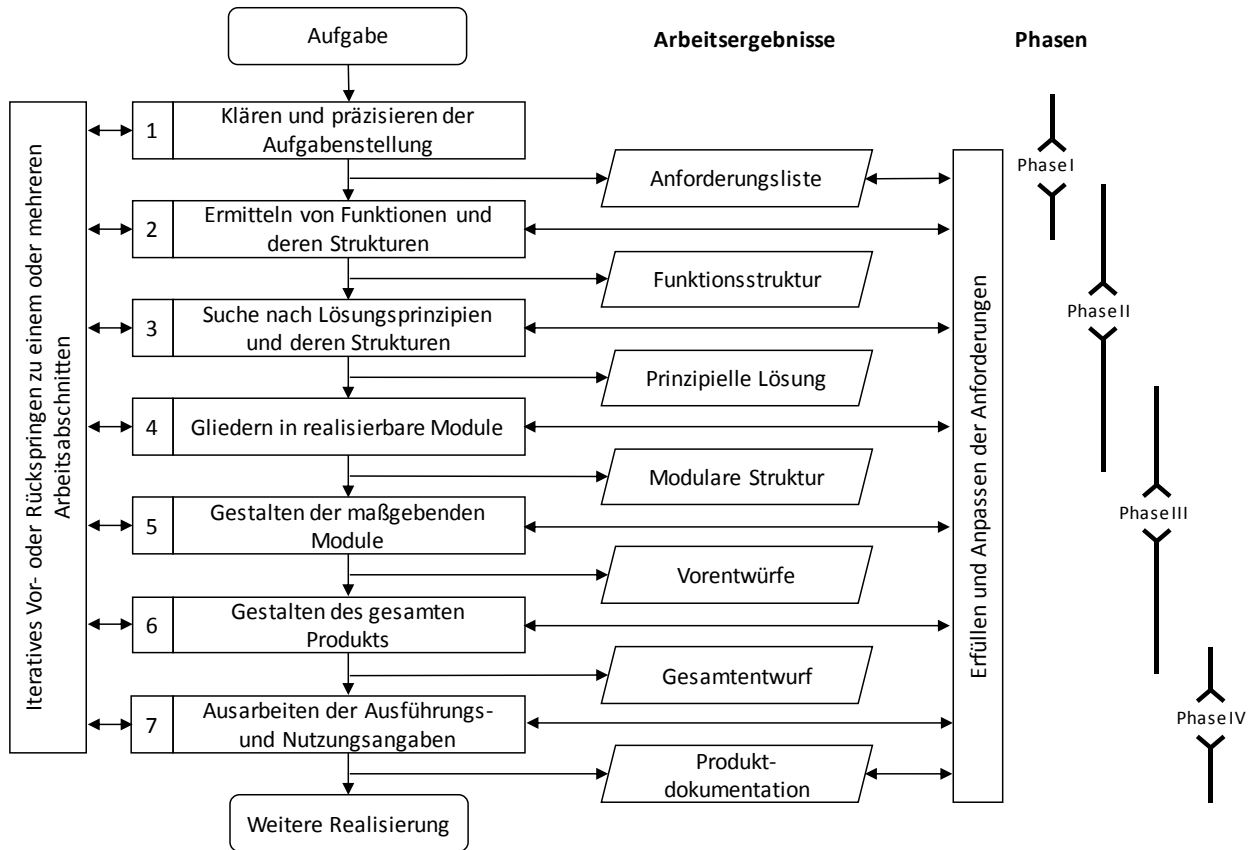 Aufgabe
Arbeitsergebnisse
Phasen
Iteratives Vor- oder Rückspringen zu einem oder mehreren
Arbeitsabschnitten
1
Klären und präzisieren der
Aufgabenstellung
Anforderungsliste
2
Ermitteln von Funktionen und
deren Strukturen
Funktionsstruktur
3
Suche nach Lösungsprinzipien
und deren Strukturen
Prinzipielle Lösung
4
Gliedern in realisierbare Module
Modulare Struktur
5
Gestalten der maßgebenden
Module
Vorentwürfe
6
Gestalten des gesamten
Produkts
Gesamtentwurf
7
Ausarbeiten der Ausführungs-
und Nutzungsangaben
Produkt-
dokumentation
Weitere Realisierung
Erfüllen und Anpassen der Anforderungen
Phase I
Phase II
Phase III
Phase IV